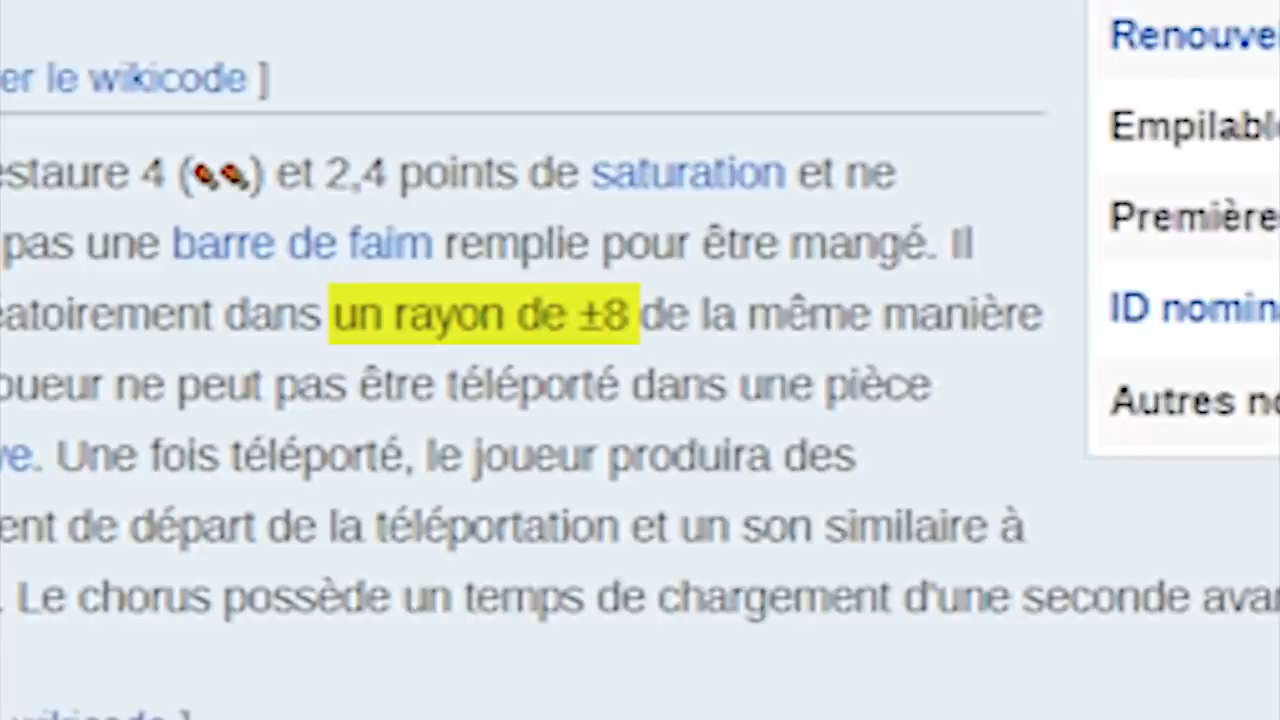 er le wikicode ]
estaure 4 () et 2,4 points de saturation et ne
pas une barre de faim remplie pour être mangé. Il
éatoirement dans un rayon de ±8 de la même manière
oueur ne peut pas être téléporté dans une pièce
ve. Une fois téléporté, le joueur produira des
ent de départ de la téléportation et un son similaire à
. Le chorus possède un temps de chargement d'une seconde avan
wikicode ]
Renouve
Empilable
Première
ID nomin
Autres no